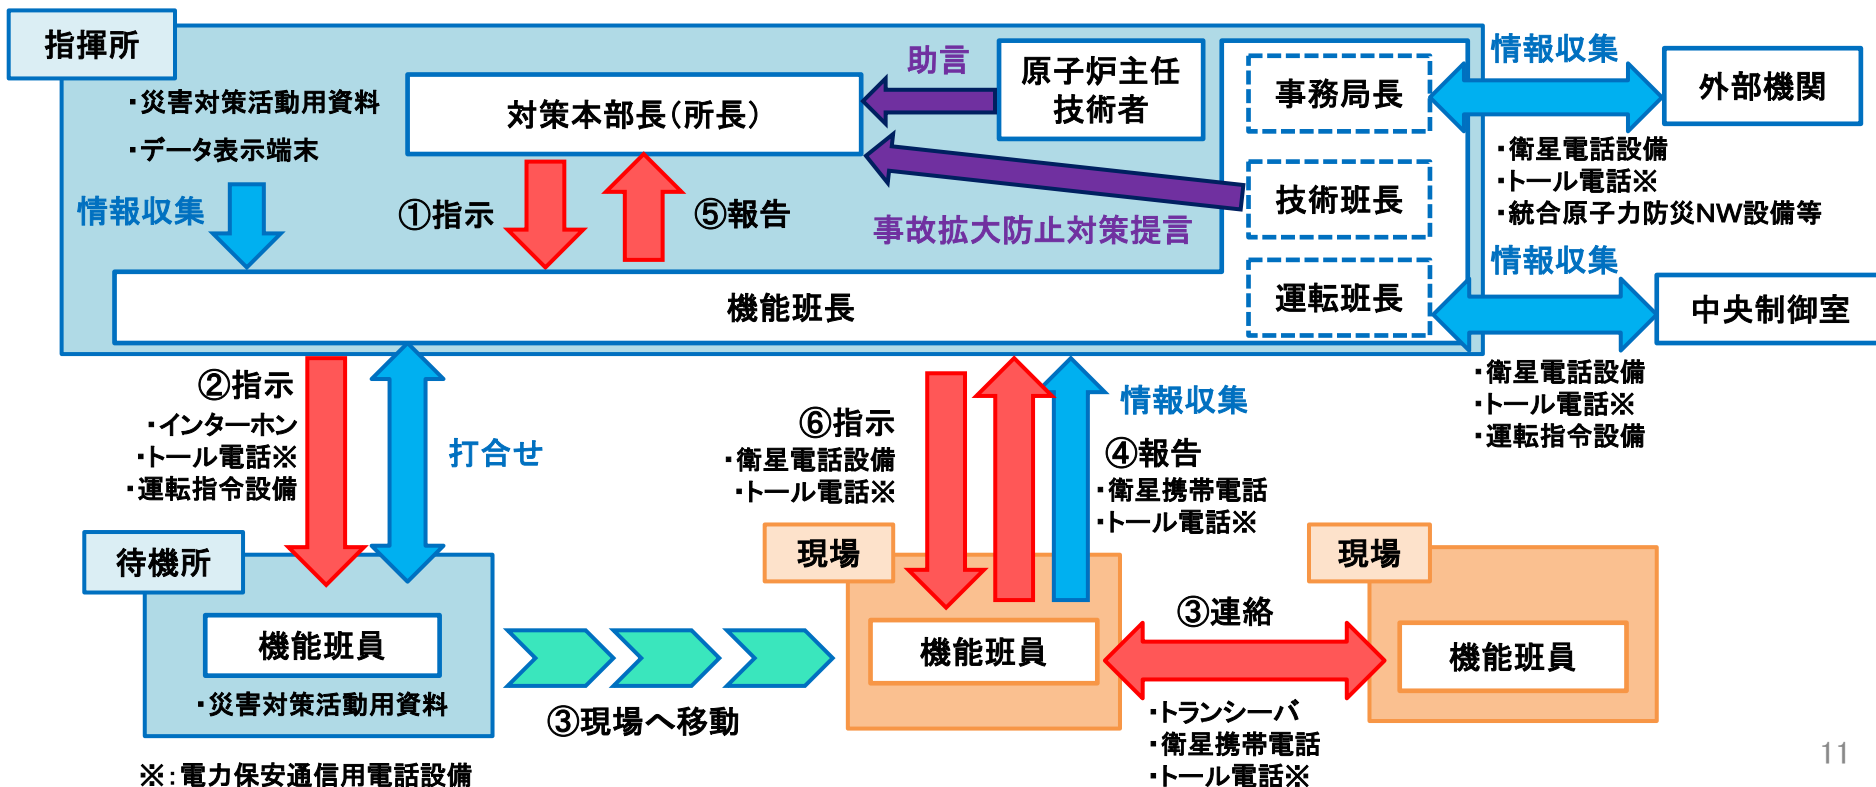 指揮所
・災害対策活動用資料
・データ表示端末
情報収集
対策本部長（所長）
助言
原子炉主任
技術者
事務局長
技術班長
運転班長
情報収集
外部機関
・衛星電話設備
・トール電話※
・統合原子力防災NW設備等
①指示
⑤報告
事故拡大防止対策提言
機能班長
情報収集
中央制御室
・衛星電話設備
・トール電話※
・運転指令設備
②指示
・インターホン
・トール電話※
・運転指令設備
打合せ
⑥指示
・衛星電話設備
・トール電話※
情報収集
④報告
・衛星携帯電話
・トール電話※
待機所
機能班員
・災害対策活動用資料
③現場へ移動
現場
機能班員
③連絡
・トランシーバ
・衛星携帯電話
・トール電話※
現場
機能班員
※：電力保安通信用電話設備
11